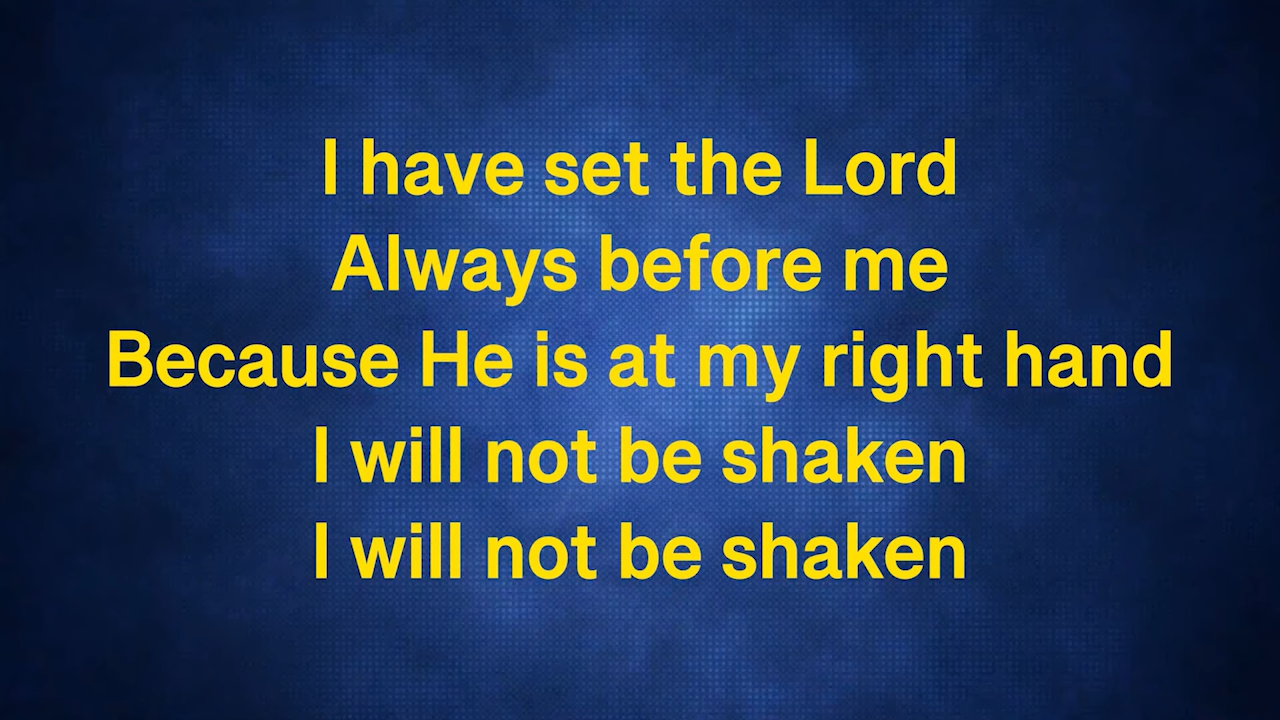 I have set the Lord
Always before me
Because He is at my right hand
I will not be shaken
I will not be shaken